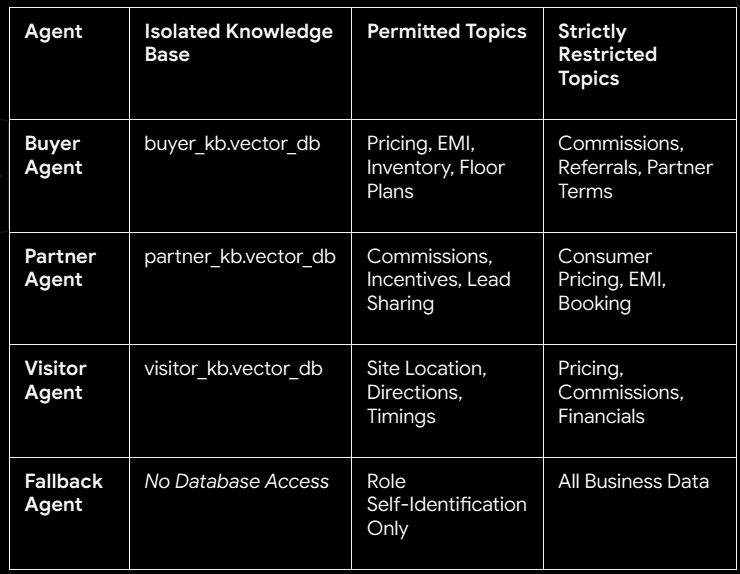 Agent
Isolated Knowledge
Base
Permitted Topics
Strictly
Restricted
Topics
Buyer
Agent
buyer_kb.vector_db
Pricing, EMI,
Inventory, Floor
Plans
Commissions,
Referrals, Partner
Terms
Partner
Agent
partner_kb.vector_db
Commissions,
Incentives, Lead
Sharing
Consumer
Pricing, EMI,
Booking
Visitor
Agent
visitor_kb.vector_db
Site Location,
Directions,
Timings
Pricing,
Commissions,
Financials
Fallback
Agent
No Database Access
Role
Self-Identification
Only
All Business Data